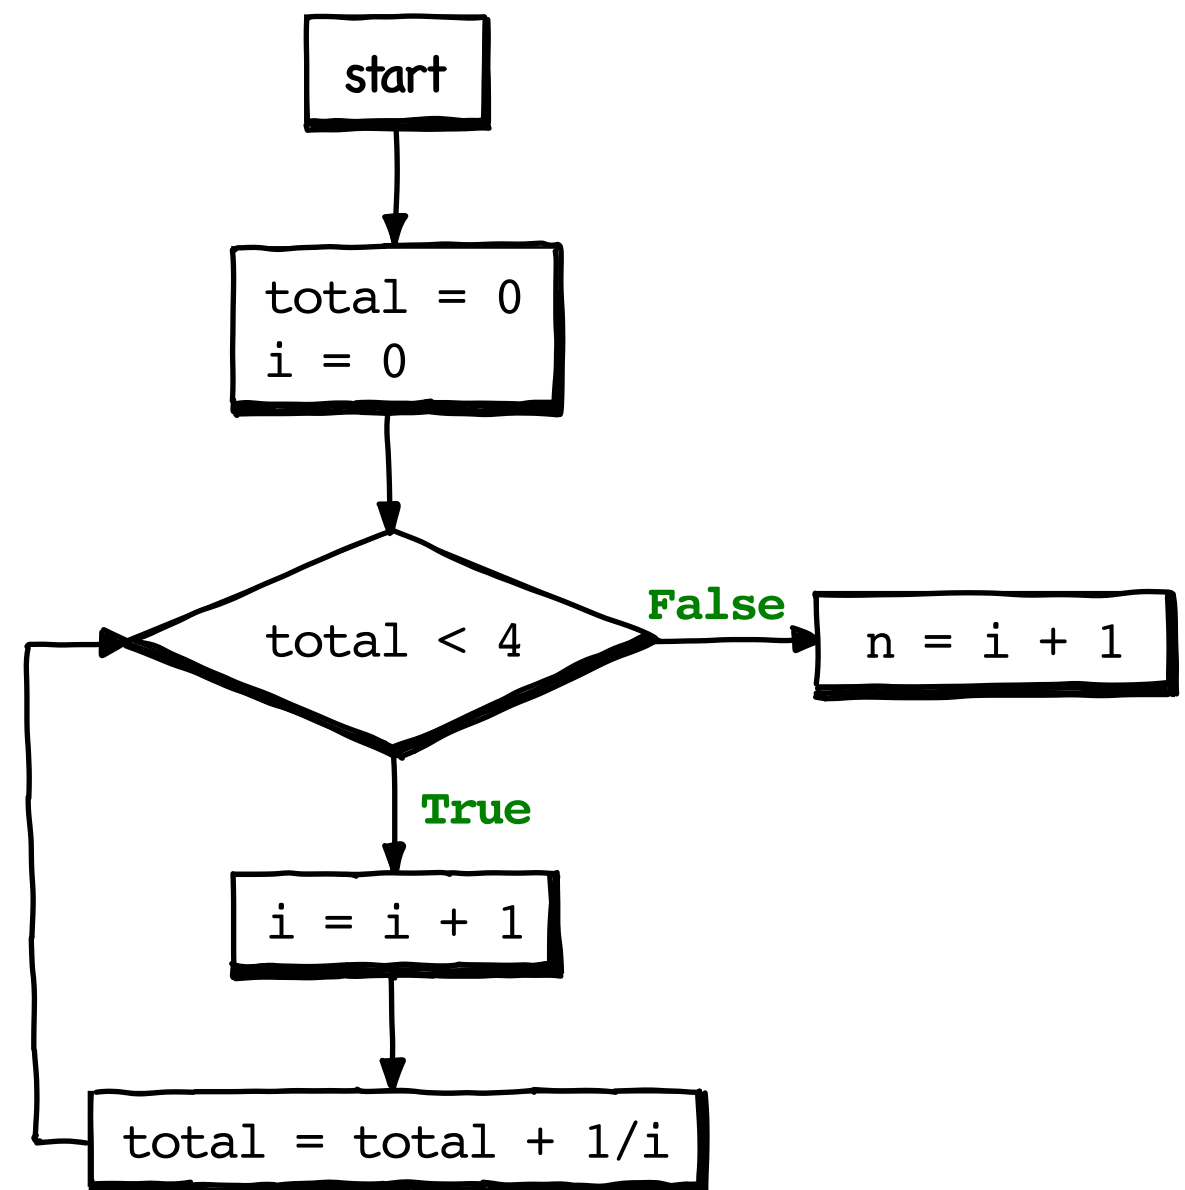 start
total = 0
i = 0
total < 4
False
n = i + 1
True
i = i + 1
total = total + 1/i